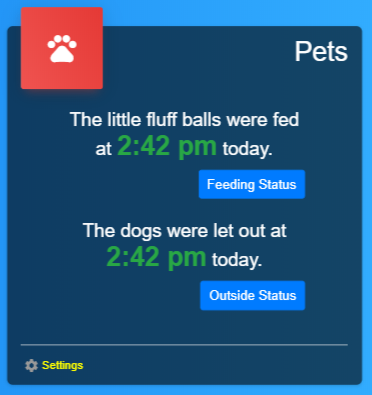 Pets
The little fluff balls were fed
at 2:42 pm today.
Feeding Status
The dogs were let out at
2:42 pm today.
Outside Status
Settings